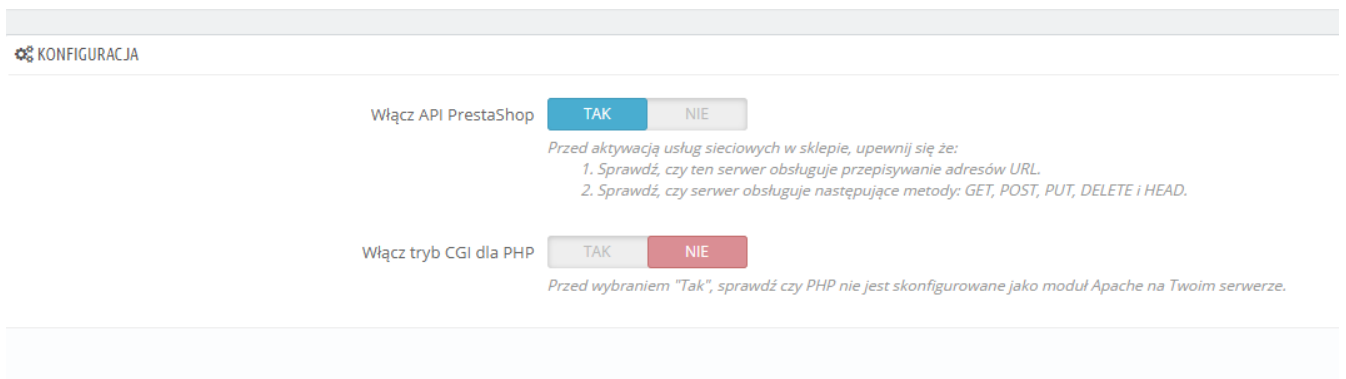 KONFIGURACJA
Włącz API PrestaShop TAK NIE
Przed aktywacją usług sieciowych w sklepie, upewnij się że:
1. Sprawdź, czy ten serwer obsługuje przepisywanie adresów URL.
2. Sprawdź, czy serwer obsługuje następujące metody: GET, POST, PUT, DELETE i HEAD.
Włącz tryb CGI dla PHP TAK NIE
Przed wybraniem "Tak", sprawdź czy PHP nie jest skonfigurowane jako moduł Apache na Twoim serwerze.